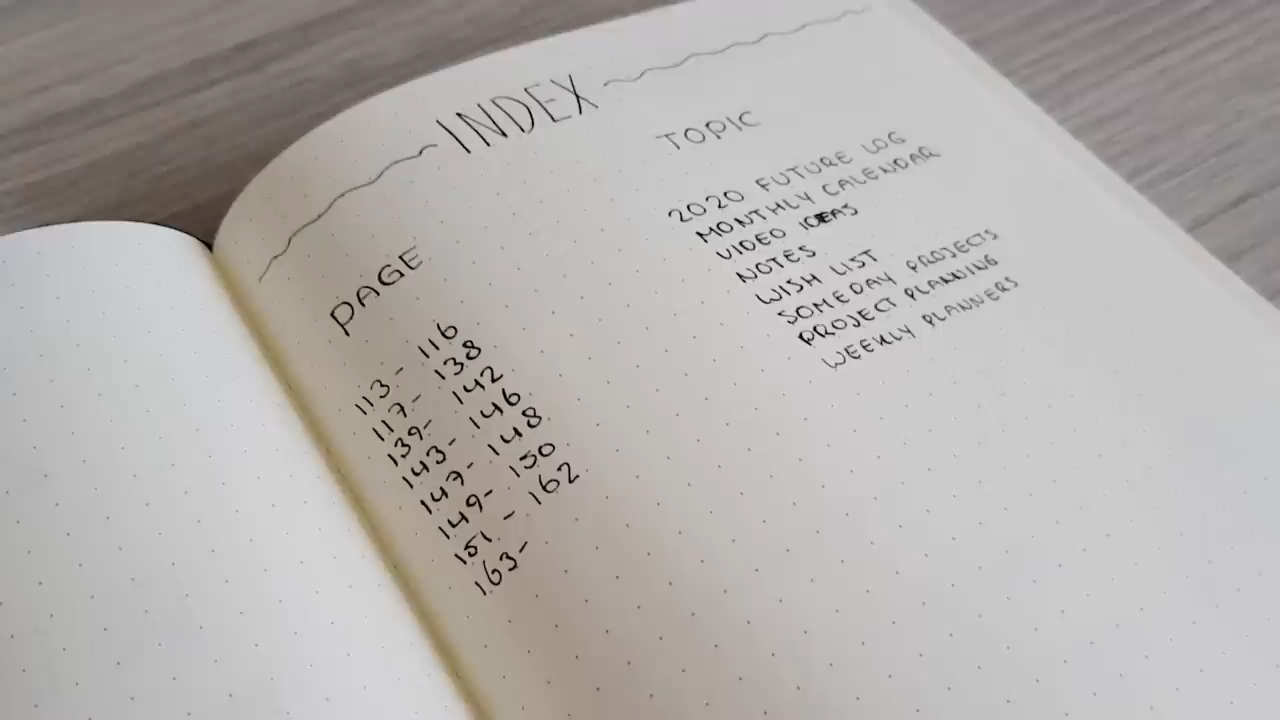 INDEX
PAGE TOPIC
113 - 116 2020 FUTURE LOG
117 - 138 MONTHLY CALENDAR
139 - 142 VIDEO IDEAS
143 - 146 NOTES
147 - 148 WISH LIST
149 - 150 SOMEDAY PROJECTS
151 - 162 PROJECT PLANNING
163 - WEEKLY PLANNERS